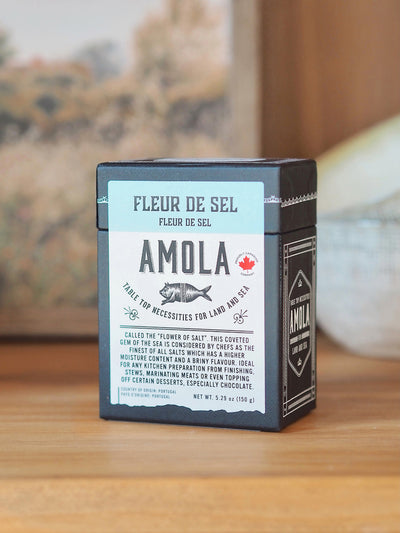 FLEUR DE SEL
FLEUR DE SEL
AMOLA
TABLE TOP NECESSITIES FOR LAND AND SEA
CALLED THE "FLOWER OF SALT". THIS COVETED
GEM OF THE SEA IS CONSIDERED BY CHEFS AS THE
FINEST OF ALL SALTS WHICH HAS A HIGHER
MOISTURE CONTENT AND A BRINY FLAVOUR. IDEAL
FOR ANY KITCHEN PREPARATION FROM FINISHING,
STEWS, MARINATING MEATS OR EVEN TOPPING
OFF CERTAIN DESSERTS, ESPECIALLY CHOCOLATE.
COUNTRY OF ORIGIN: PORTUGAL
PAYS D'ORIGINE: PORTUGAL
NET WT. 5.29 oz (150 g)
AMOLA
LAND AND SEA